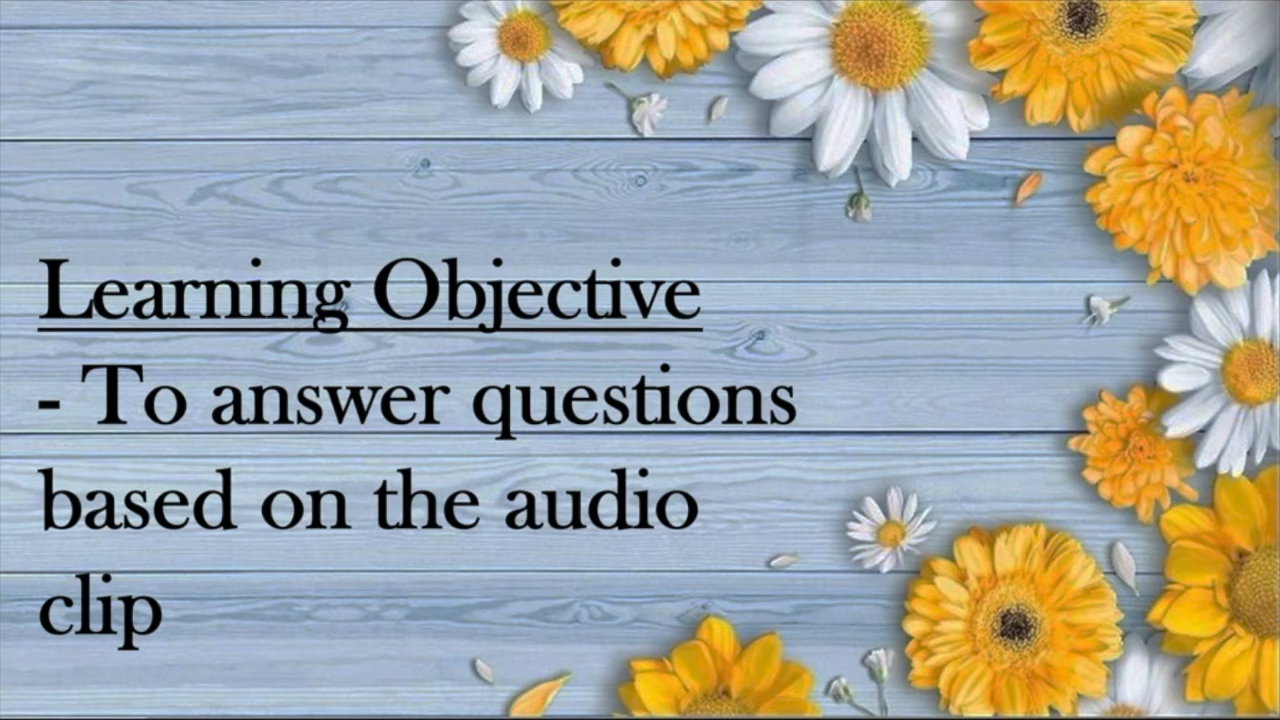 Learning Objective
- To answer questions
based on the audio
clip